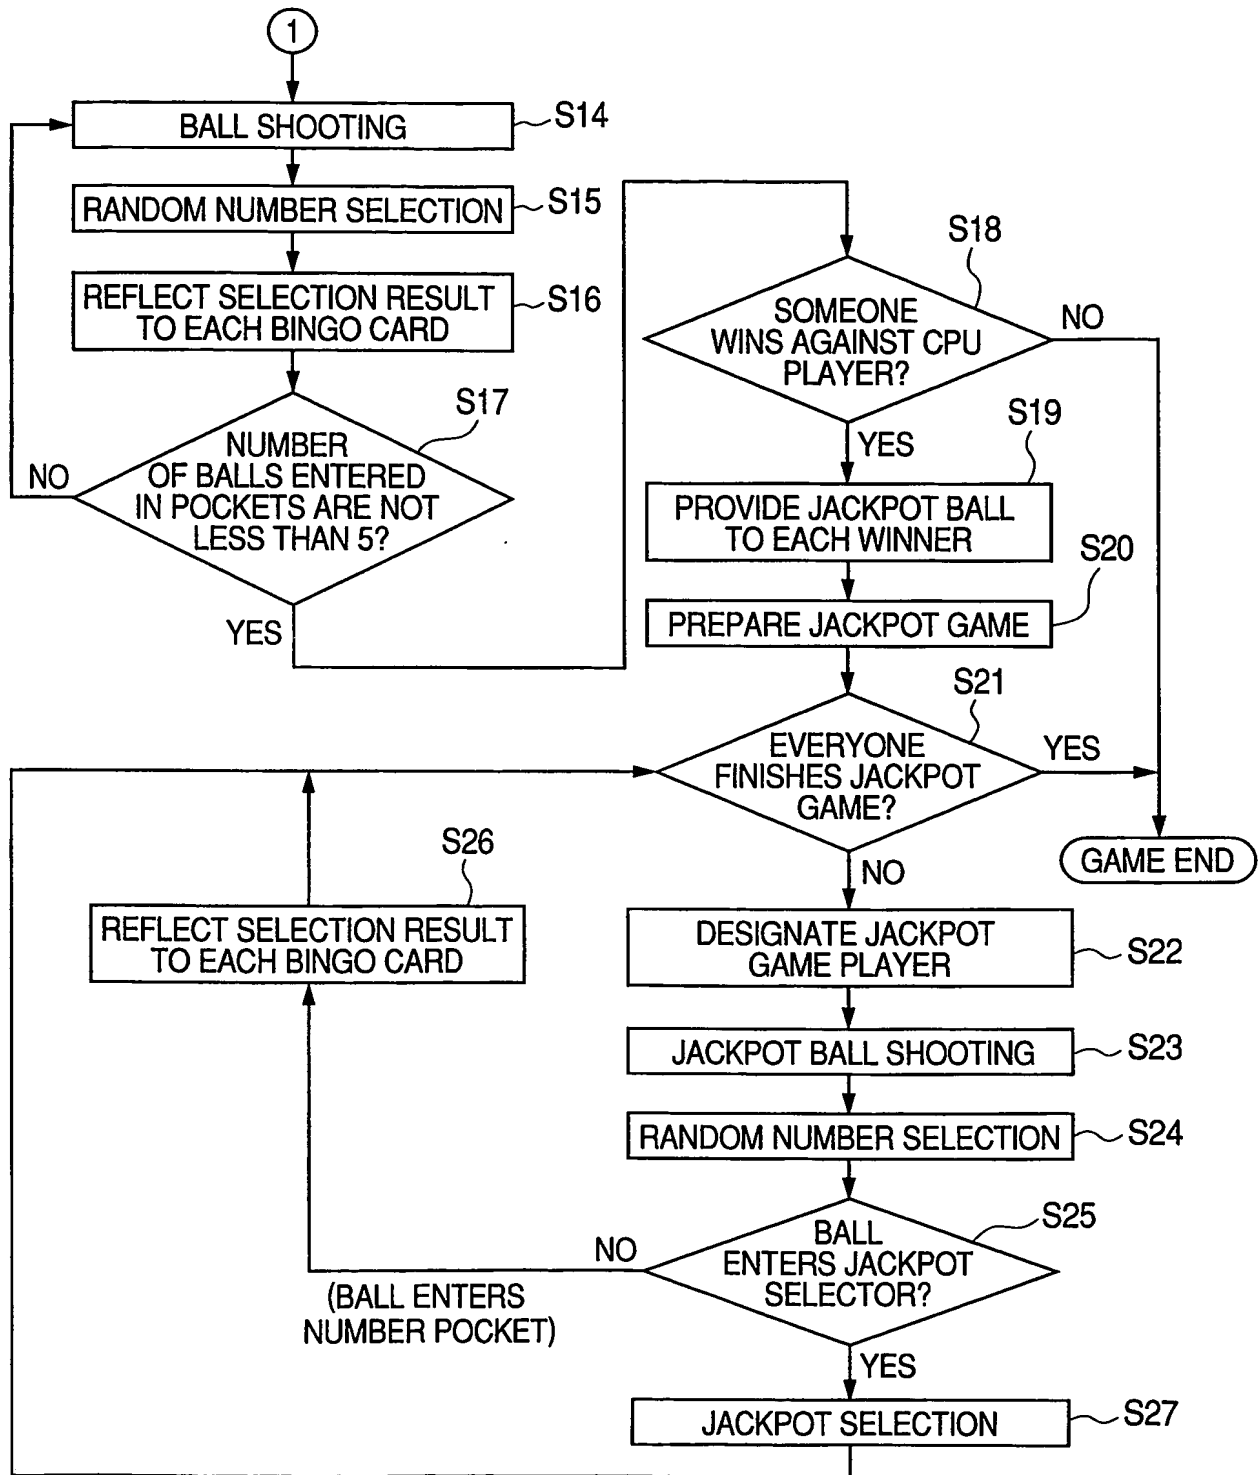 1
BALL SHOOTING
S14
RANDOM NUMBER SELECTION
S15
REFLECT SELECTION RESULT
TO EACH BINGO CARD
S16
S17
NUMBER
OF BALLS ENTERED
IN POCKETS ARE NOT
LESS THAN 5?
NO
YES
S18
SOMEONE
WINS AGAINST CPU
PLAYER?
NO
YES
S19
PROVIDE JACKPOT BALL
TO EACH WINNER
S20
PREPARE JACKPOT GAME
S21
EVERYONE
FINISHES JACKPOT
GAME?
YES
NO
GAME END
S26
REFLECT SELECTION RESULT
TO EACH BINGO CARD
DESIGNATE JACKPOT
GAME PLAYER
S22
JACKPOT BALL SHOOTING
S23
RANDOM NUMBER SELECTION
S24
S25
BALL
ENTERS JACKPOT
SELECTOR?
NO
(BALL ENTERS
NUMBER POCKET)
YES
JACKPOT SELECTION
S27